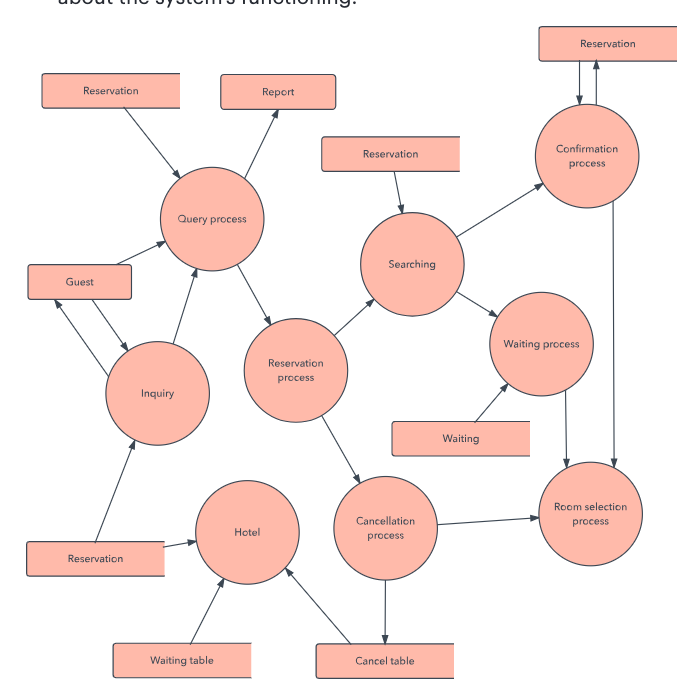 about the system's functioning.
Reservation
Reservation
Report
Reservation
Confirmation
process
Query process
Searching
Guest
Waiting process
Reservation
process
Inquiry
Waiting
Room selection
process
Cancellation
process
Hotel
Reservation
Waiting table
Cancel table